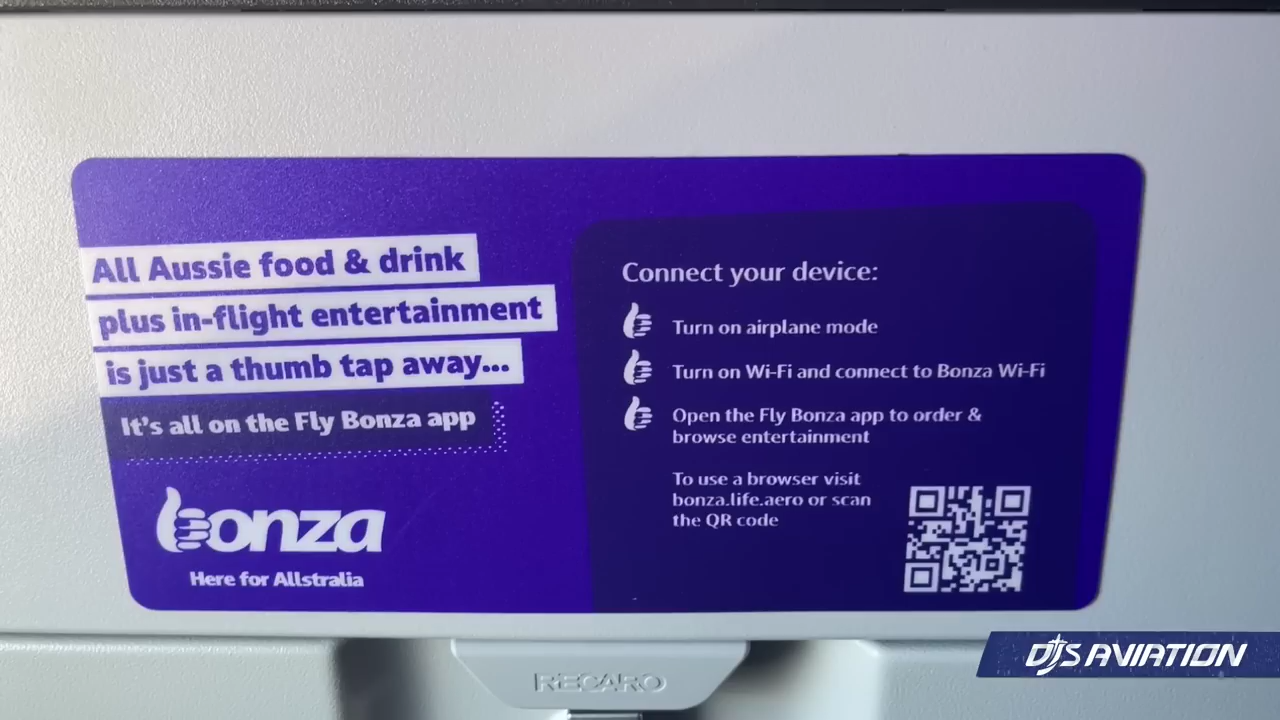 All Aussie food & drink
plus in-flight entertainment
is just a thumb tap away...
It's all on the Fly Bonza app
bonza
Here for Allstralia
Connect your device:
Turn on airplane mode
Turn on Wi-Fi and connect to Bonza Wi-Fi
Open the Fly Bonza app to order &
browse entertainment
To use a browser visit
bonza.life.aero or scan
the QR code
RECARO
DJ'S AVIATION